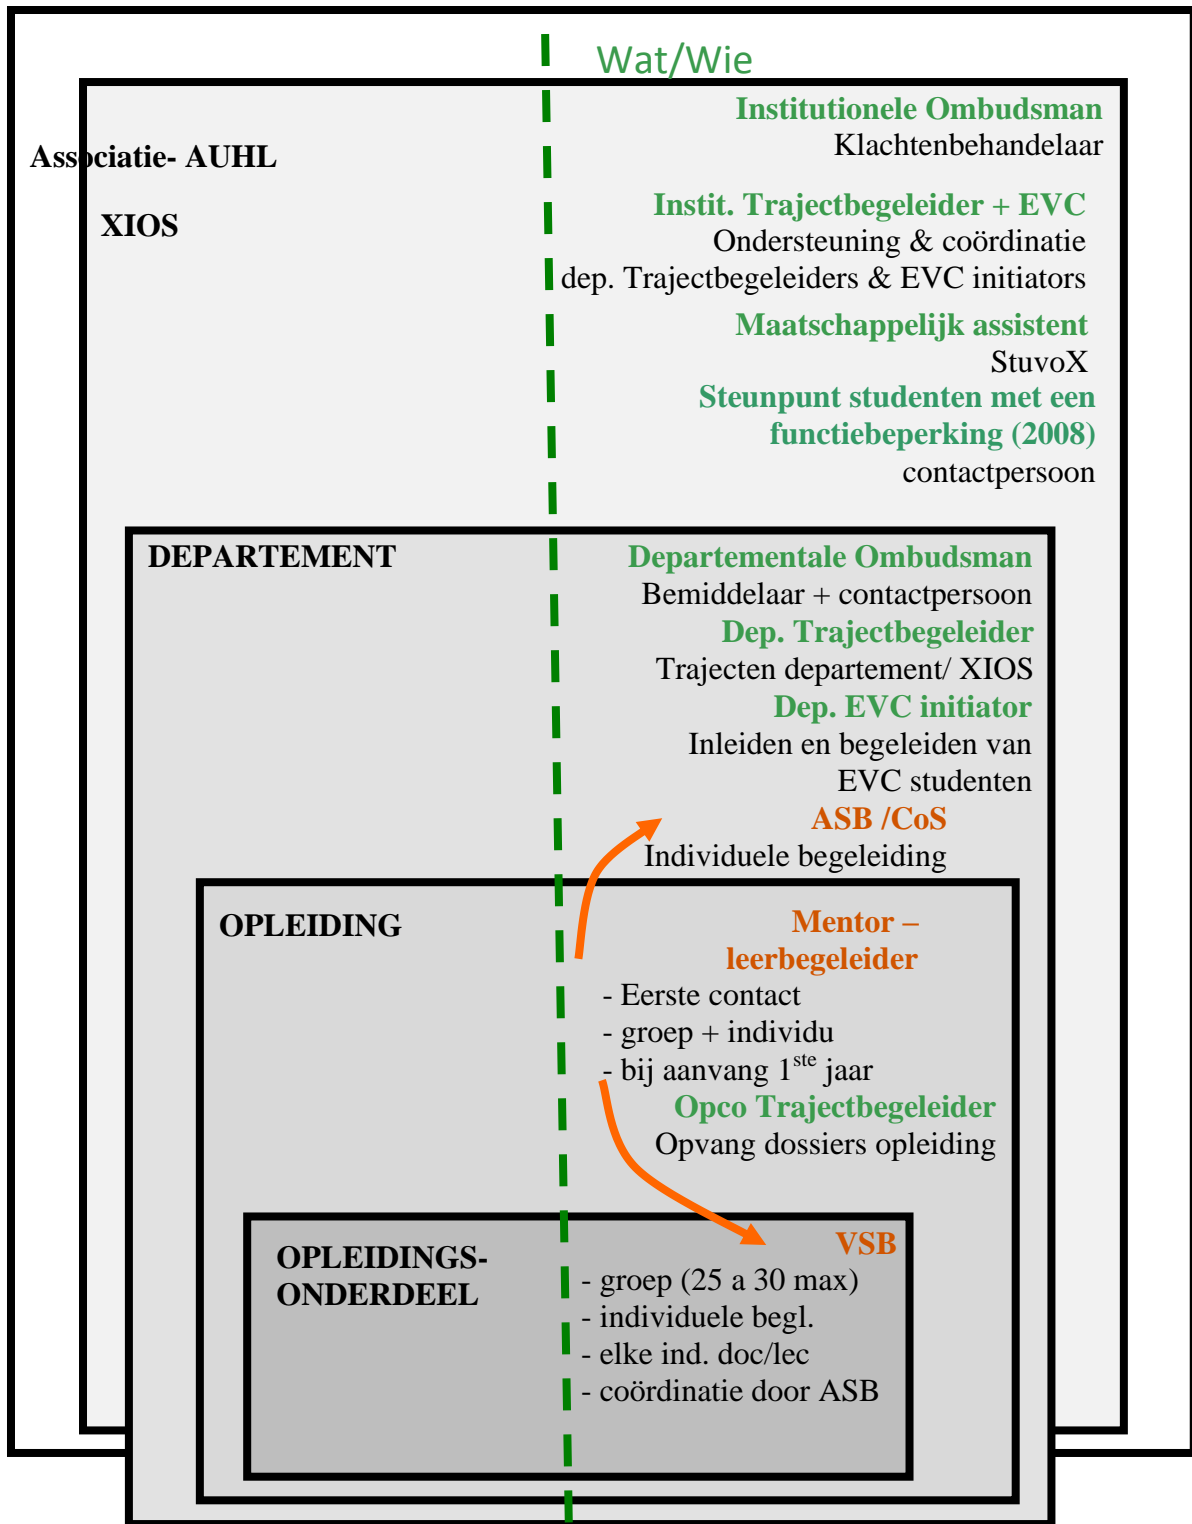 Wat/Wie
Institutionele Ombudsman
Klachtenbehandelaar
Associatie- AUHL
XIOS
Instit. Trajectbegeleider + EVC
Ondersteuning & coördinatie
dep. Trajectbegeleiders & EVC initiators
Maatschappelijk assistent
StuvoX
Steunpunt studenten met een
functiebeperking (2008)
contactpersoon
DEPARTEMENT
Departementale Ombudsman
Bemiddelaar + contactpersoon
Dep. Trajectbegeleider
Trajecten departement/ XIOS
Dep. EVC initiator
Inleiden en begeleiden van
EVC studenten
ASB /CoS
Individuele begeleiding
OPLEIDING
Mentor –
leerbegeleider
- Eerste contact
- groep + individu
- bij aanvang 1ste jaar
Opco Trajectbegeleider
Opvang dossiers opleiding
OPLEIDINGS-
ONDERDEEL
VSB
- groep (25 a 30 max)
- individuele begl.
- elke ind. doc/lec
- coördinatie door ASB